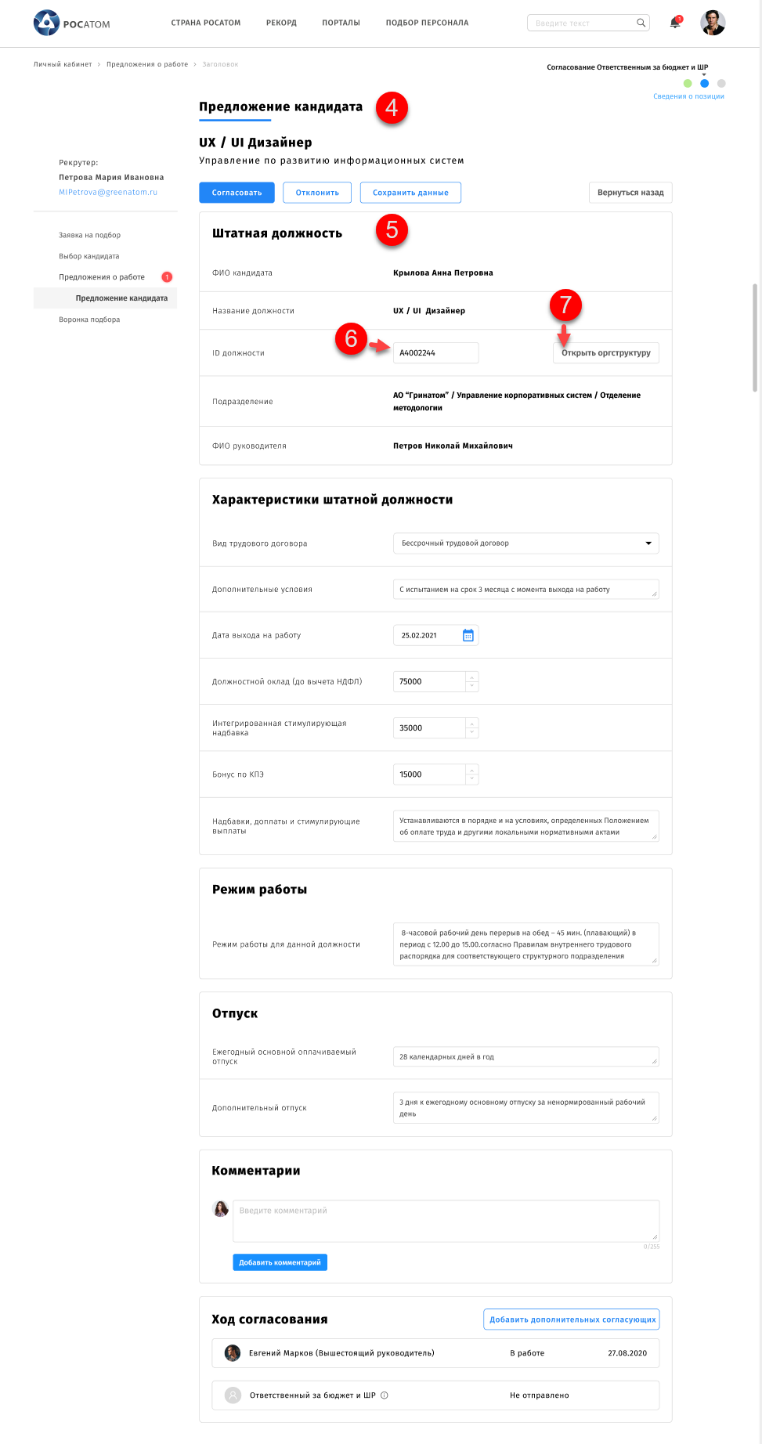 РОСАТОМ
СТРАНА РОСАТОМ
РЕКОРД
ПОРТАЛЫ
ПОДБОР ПЕРСОНАЛА
Введите текст
Личный кабинет › Предложения о работе › Заголовок
Согласование Ответственным за бюджет и ШР
Сведения о позиции
Предложение кандидата
4
UX / UI Дизайнер
Управление по развитию информационных систем
Рекрутер:
Петрова Мария Ивановна
MIPetrova@greenatom.ru
Заявка на подбор
Выбор кандидата
Предложения о работе 1
Предложение кандидата
Воронка подбора
Согласовать
Отклонить
Сохранить данные
Вернуться назад
Штатная должность
5
ФИО кандидата
Крылова Анна Петровна
Название должности
UX / UI Дизайнер
7
6
ID должности
A4002244
Открыть оргструктуру
Подразделение
АО "Гринатом" / Управление корпоративных систем / Отделение
методологии
ФИО руководителя
Петров Николай Михайлович
Характеристики штатной должности
Вид трудового договора
Бессрочный трудовой договор
Дополнительные условия
С испытанием на срок 3 месяца с момента выхода на работу
Дата выхода на работу
25.02.2021
Должностной оклад (до вычета НДФЛ)
75000
Интегрированная стимулирующая
надбавка
35000
Бонус по КПЭ
15000
Надбавки, доплаты и стимулирующие
выплаты
Устанавливаются в порядке и на условиях, определенных Положением
об оплате труда и другими локальными нормативными актами
Режим работы
Режим работы для данной должности
8-часовой рабочий день перерыв на обед – 45 мин. (плавающий) в
период с 12.00 до 15.00.согласно Правилам внутреннего трудового
распорядка для соответствующего структурного подразделения
Отпуск
Ежегодный основной оплачиваемый
отпуск
28 календарных дней в год
Дополнительный отпуск
3 дня к ежегодному основному отпуску за ненормированный рабочий
день
Комментарии
Введите комментарий
0/255
Добавить комментарий
Ход согласования
Добавить дополнительных согласующих
Евгений Марков (Вышестоящий руководитель)
В работе
27.08.2020
Ответственный за бюджет и ШР
Не отправлено